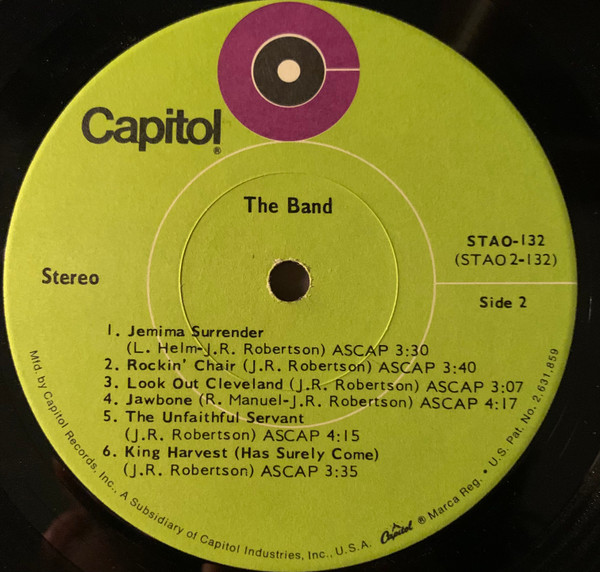 Capitol®
The Band
STAO-132
(STAO 2-132)
Stereo
Side 2
1. Jemima Surrender
(L. Helm-J.R. Robertson) ASCAP 3:30
2. Rockin' Chair (J.R. Robertson) ASCAP 3:40
3. Look Out Cleveland (J.R. Robertson) ASCAP 3:07
4. Jawbone (R. Manuel-J.R. Robertson) ASCAP 4:17
5. The Unfaithful Servant
(J.R. Robertson) ASCAP 4:15
6. King Harvest (Has Surely Come)
(J.R. Robertson) ASCAP 3:35
Mfd. by Capitol Records, Inc., A Subsidiary of Capitol Industries, Inc., U.S.A. Capitol ® Marca Reg. • U.S. Pat. No. 2,631,859